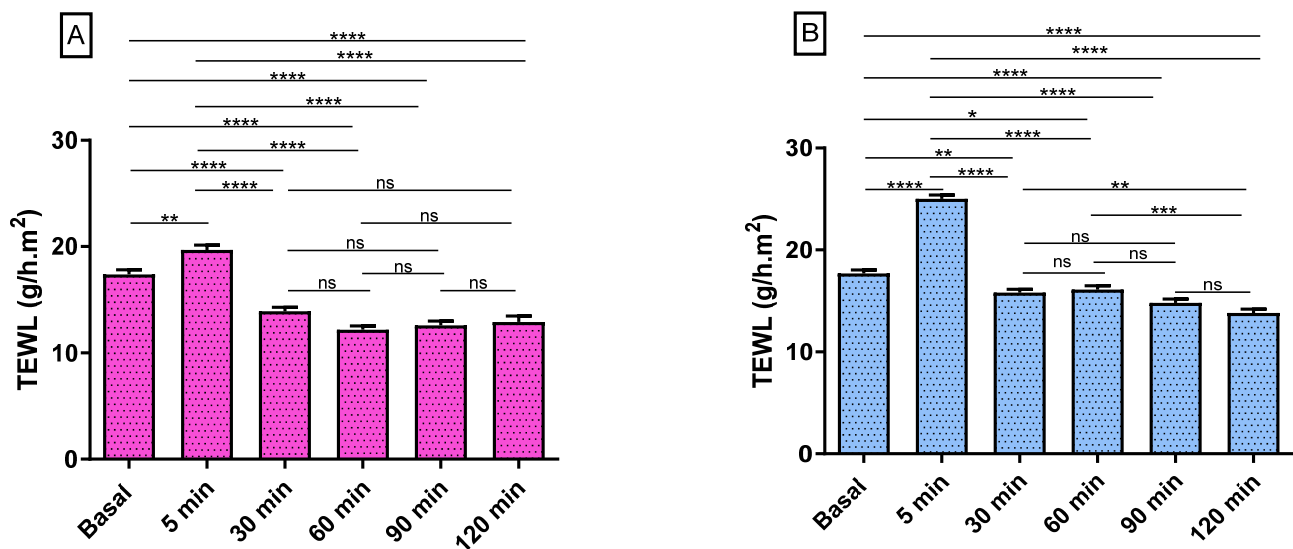 A
****
****
****
****
****
****
****
****
ns
**
ns
ns
ns
ns
ns
30
20
10
0
TEWL (g/h.m²)
Basal
5 min
30 min
60 min
90 min
120 min
B
****
****
****
****
*
****
**
****
****
**
***
ns
ns
ns
ns
30
20
10
0
TEWL (g/h.m²)
Basal
5 min
30 min
60 min
90 min
120 min